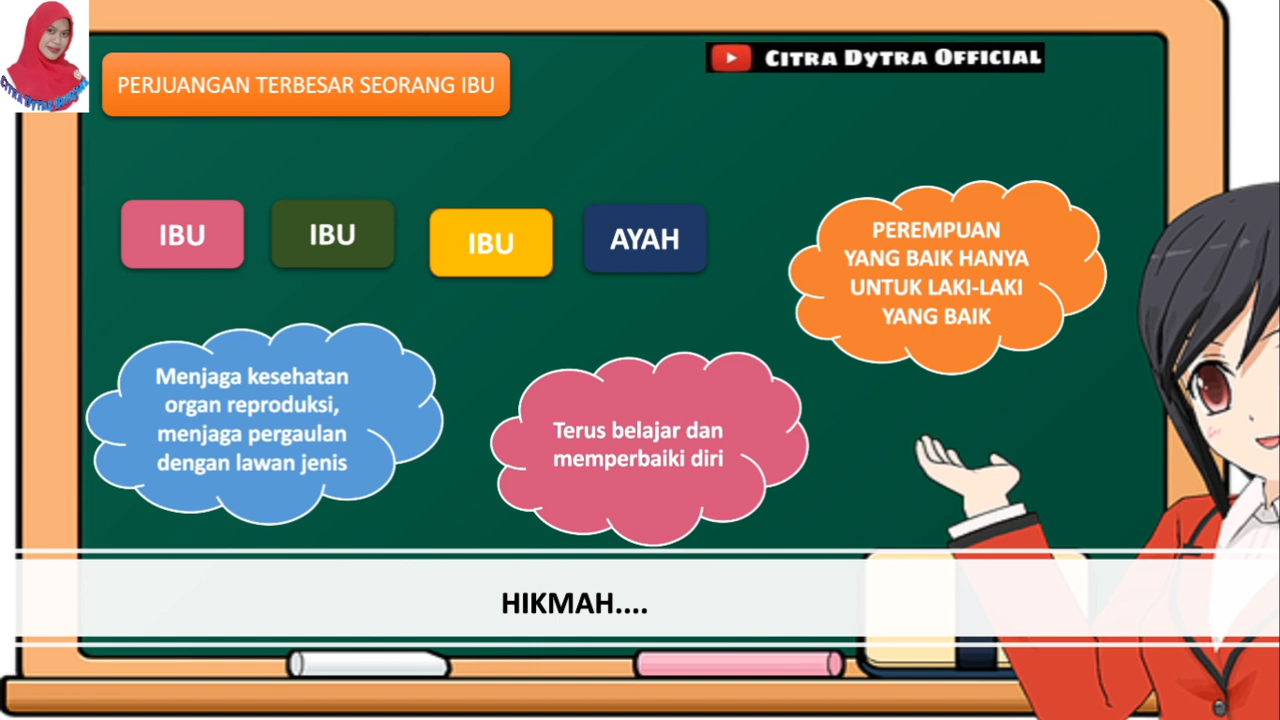 CITRA DYTRA OFFICIAL
PERJUANGAN TERBESAR SEORANG IBU
IBU
IBU
IBU
AYAH
PEREMPUAN
YANG BAIK HANYA
UNTUK LAKI-LAKI
YANG BAIK
Menjaga kesehatan
organ reproduksi,
menjaga pergaulan
dengan lawan jenis
Terus belajar dan
memperbaiki diri
HIKMAH....